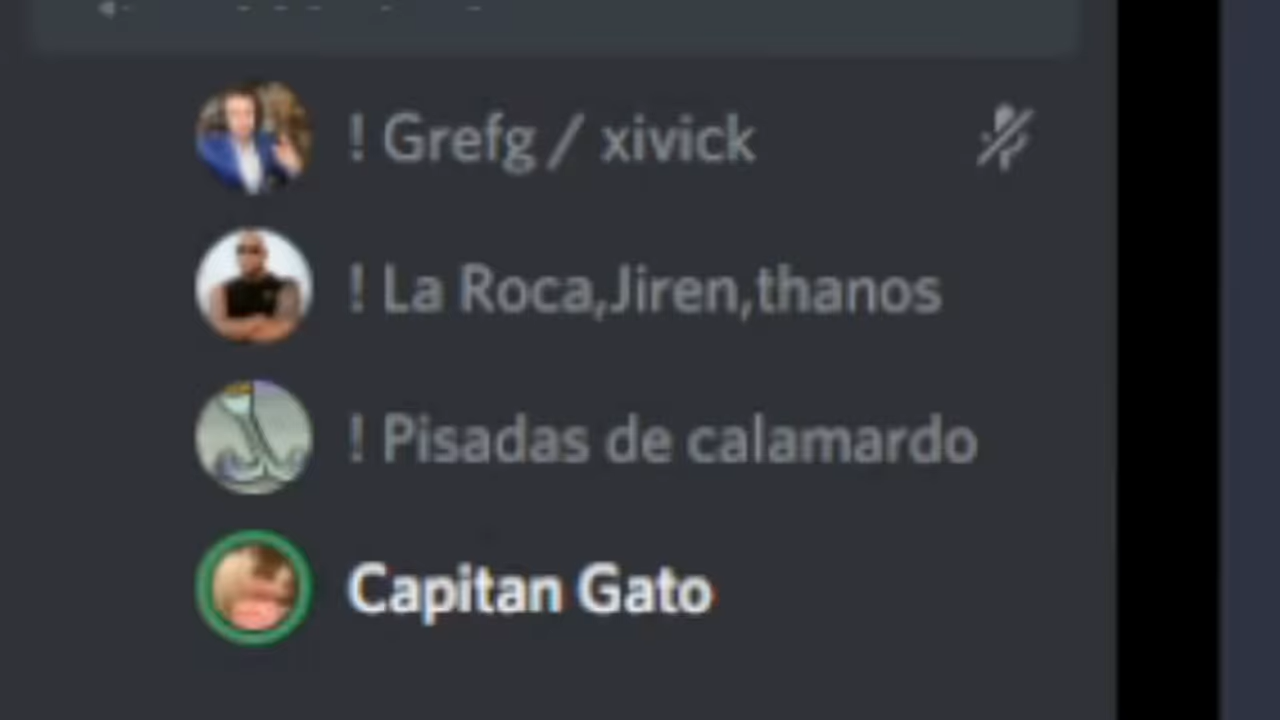 ! Grefg / xivick
! La Roca,Jiren,thanos
! Pisadas de calamardo
Capitan Gato